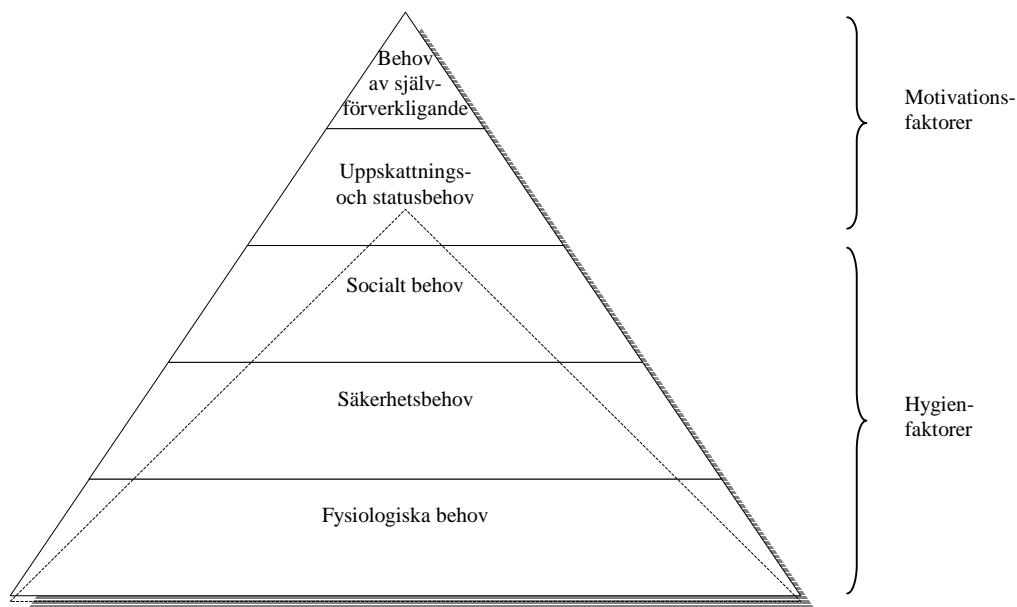 Behov
av själv-
förverkligande
Motivations-
faktorer
Uppskattnings-
och statusbehov
Socialt behov
Säkerhetsbehov
Hygien-
faktorer
Fysiologiska behov